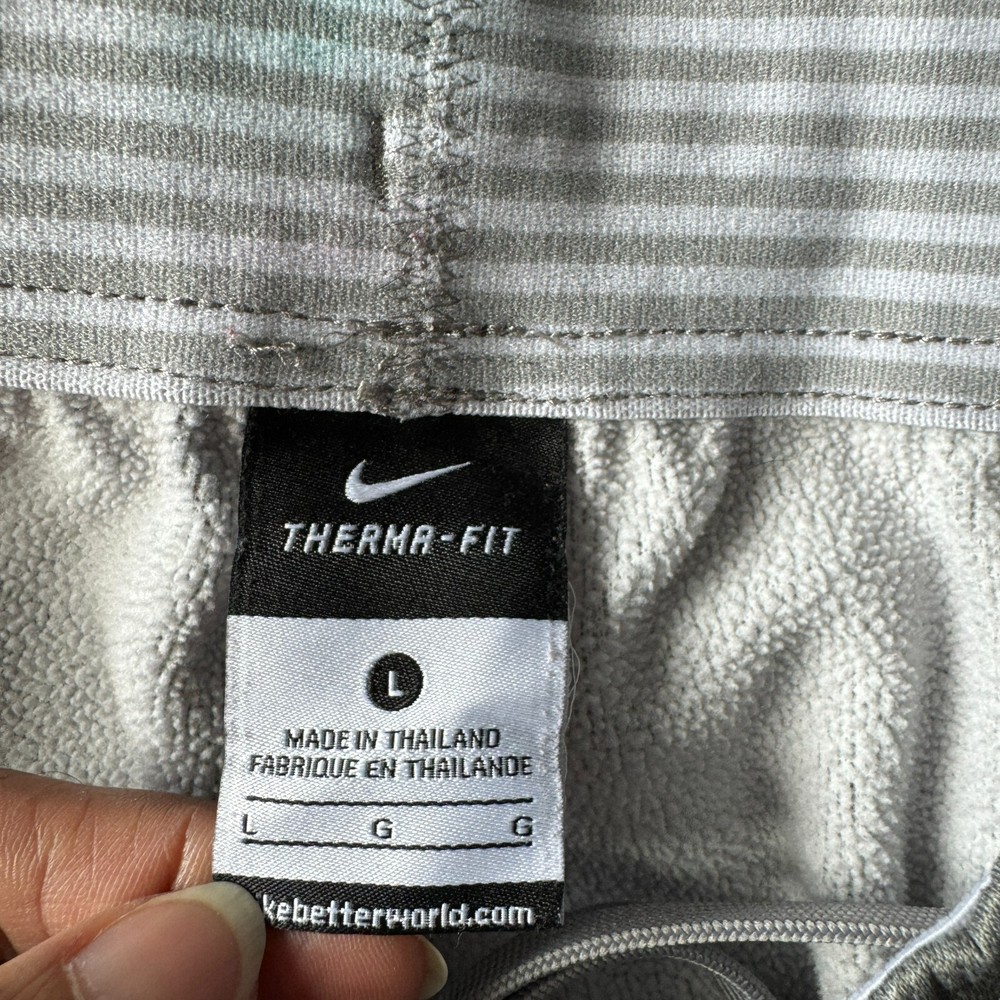 THERMA-FIT
L
MADE IN THAILAND
FABRIQUE EN THAILANDE
L G G
kebetterworld.com